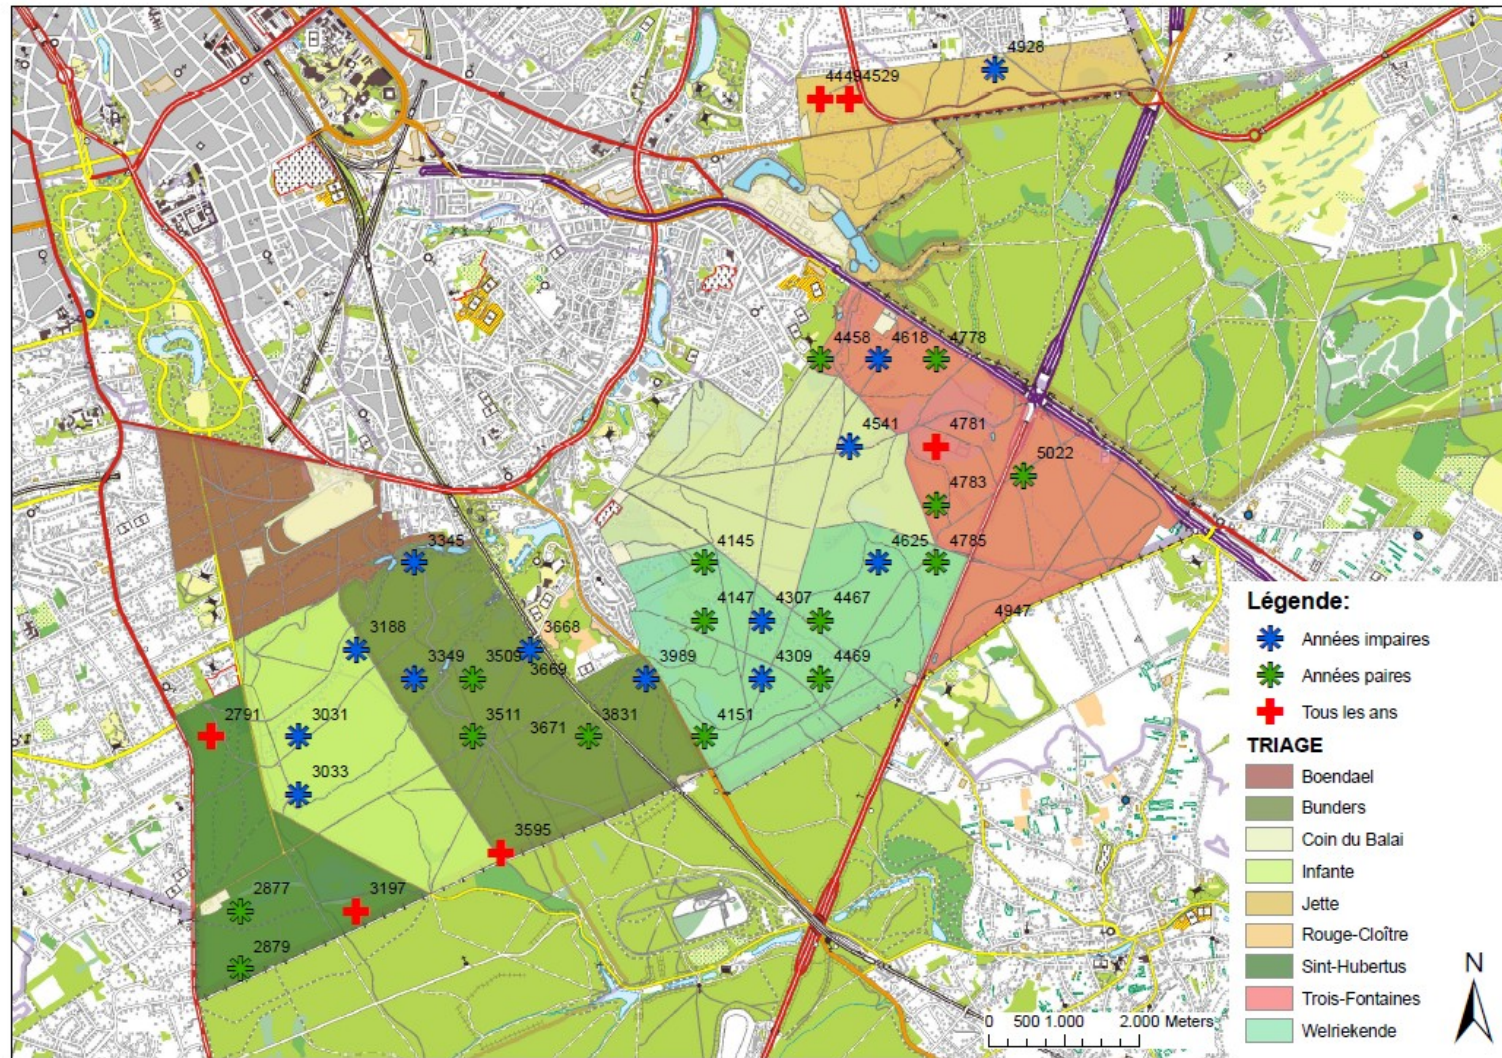 4928
44494529
4458 4618 4778
4541 4781
5022
4783
3345 4145 4625 4785
4147 4307 4467 4947
3188 3668
3349 3509 3669 3989 4309 4469
2791 3031 3511 3671 3831 4151
3033
3595
2877 3197
2879
Légende:
Années impaires
Années paires
Tous les ans
TRIAGE
Boendael
Bunders
Coin du Balai
Infante
Jette
Rouge-Cloître
Sint-Hubertus
Trois-Fontaines
Welriekende
N
0 500 1.000 2.000 Meters